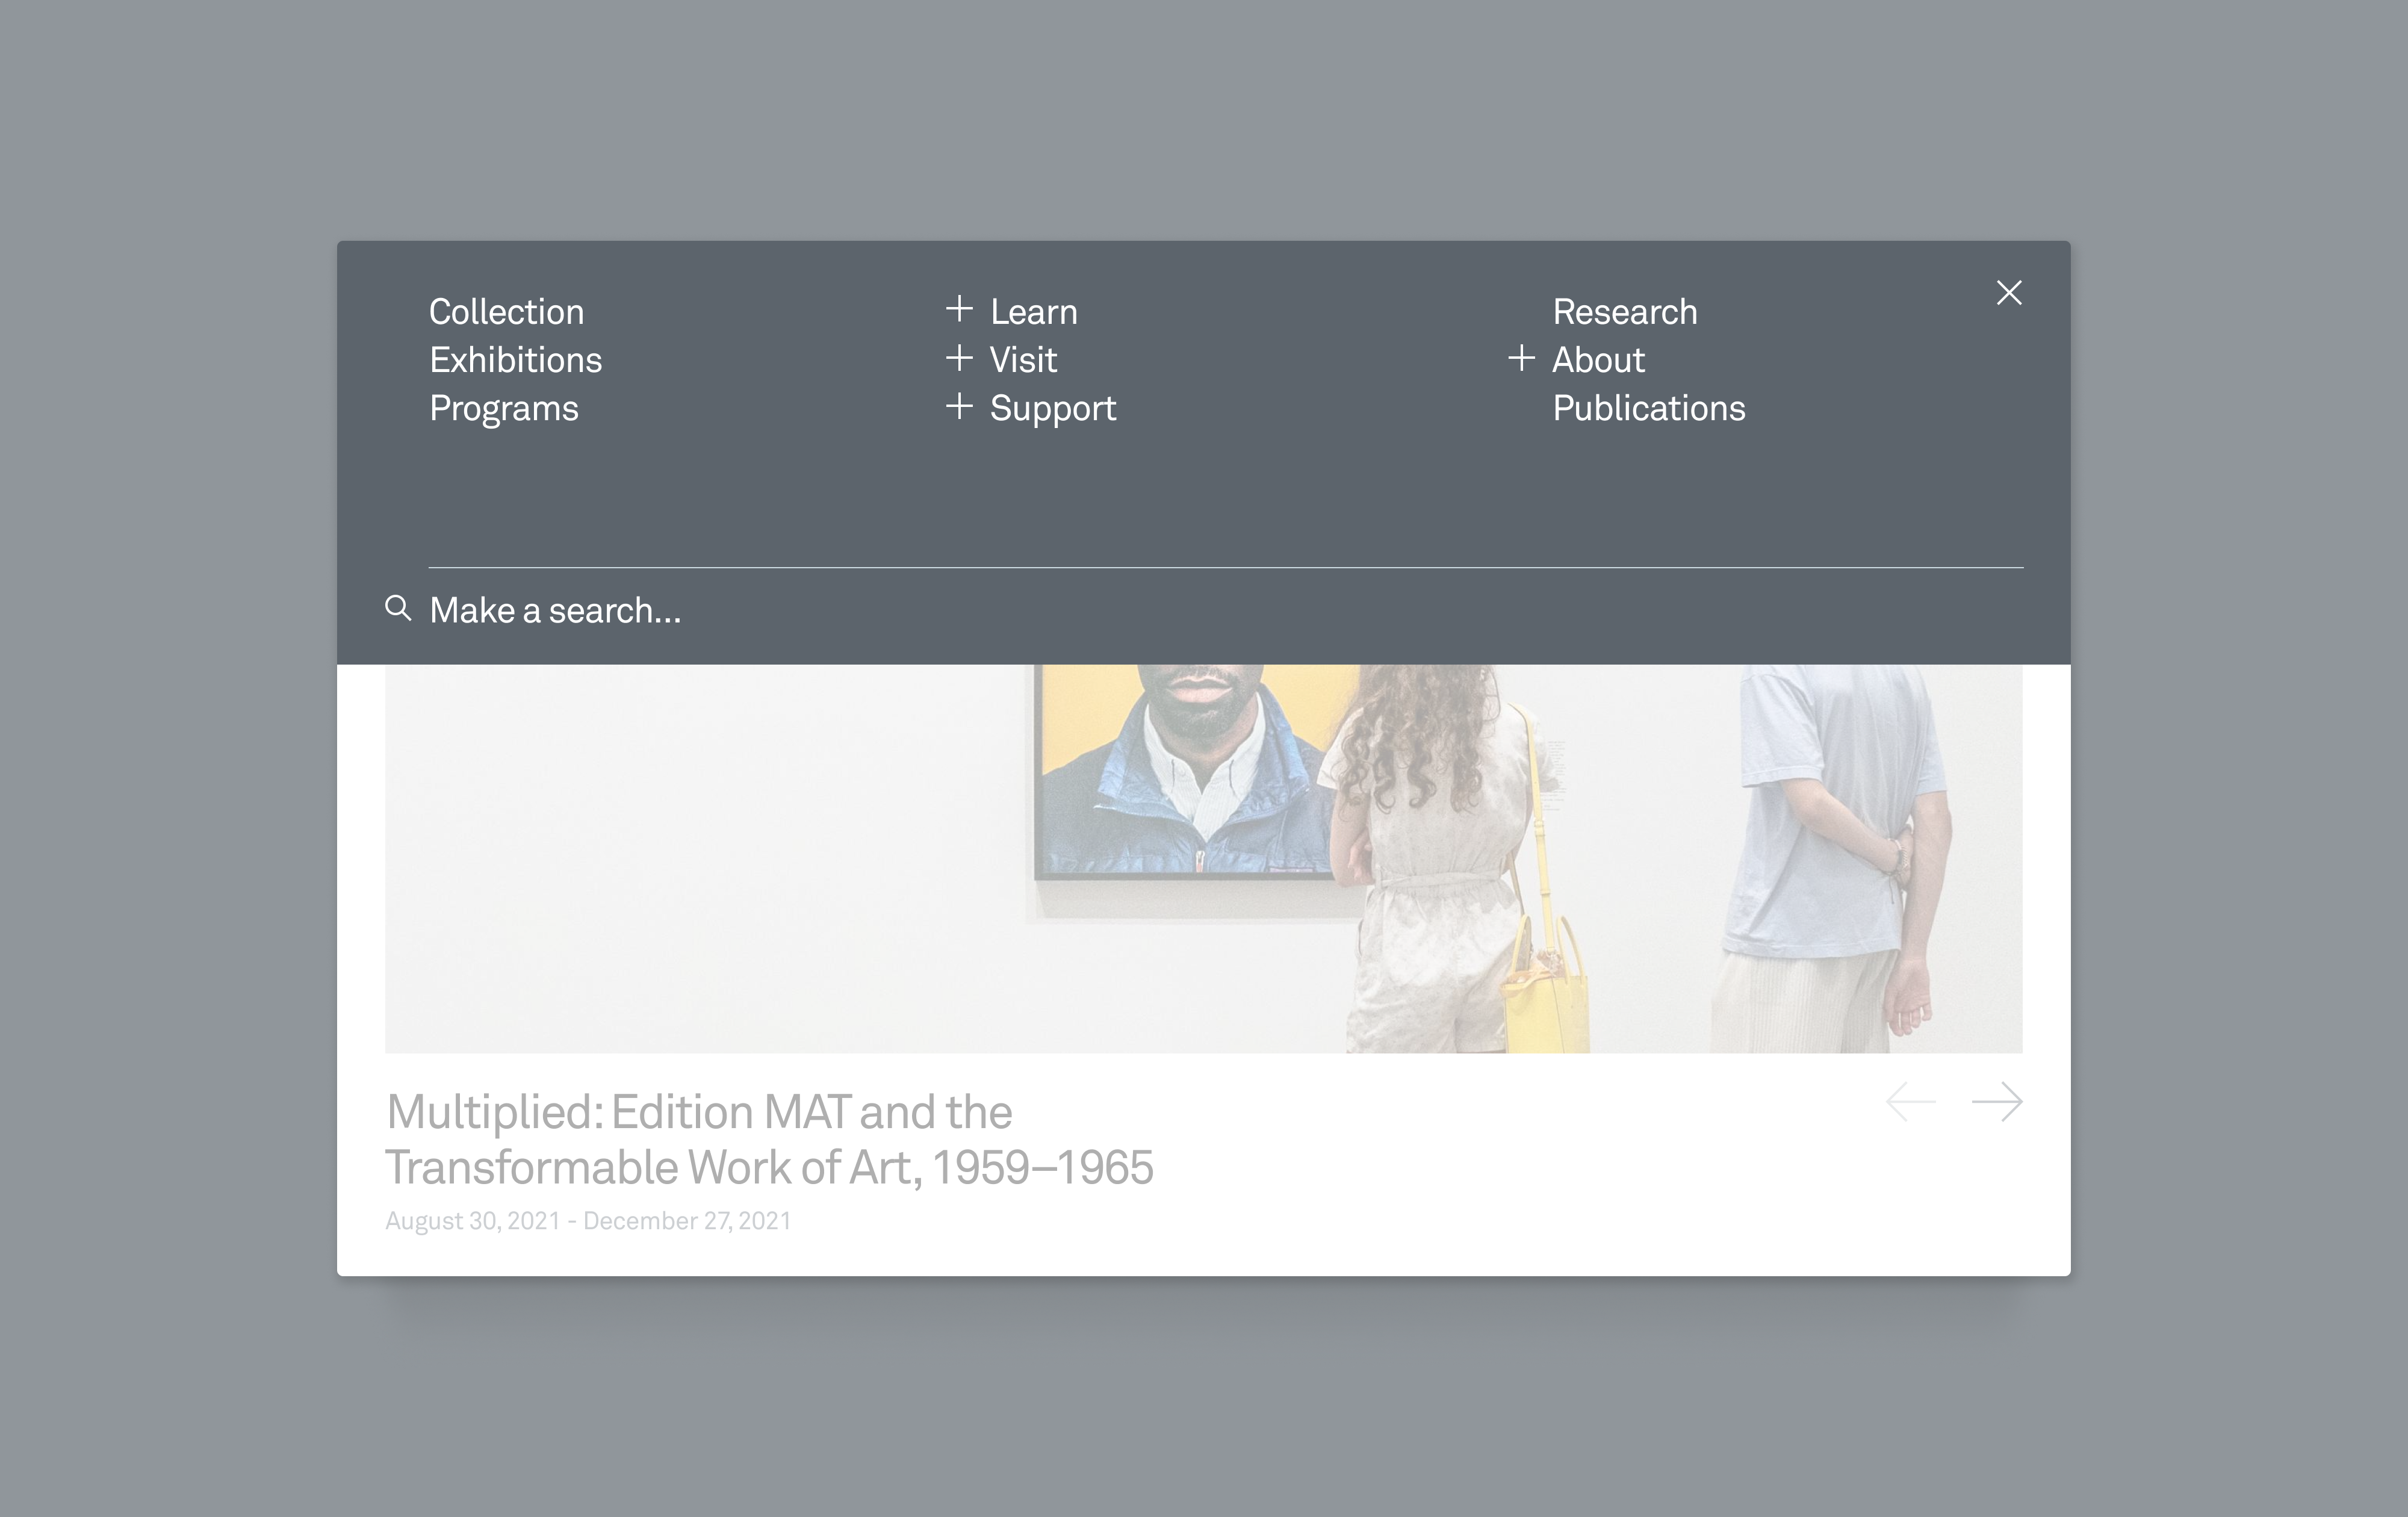 Collection
Exhibitions
Programs
Learn
Visit
Support
Research
About
Publications
Make a search...
Multiplied: Edition MAT and the
Transformable Work of Art, 1959–1965
August 30, 2021 - December 27, 2021